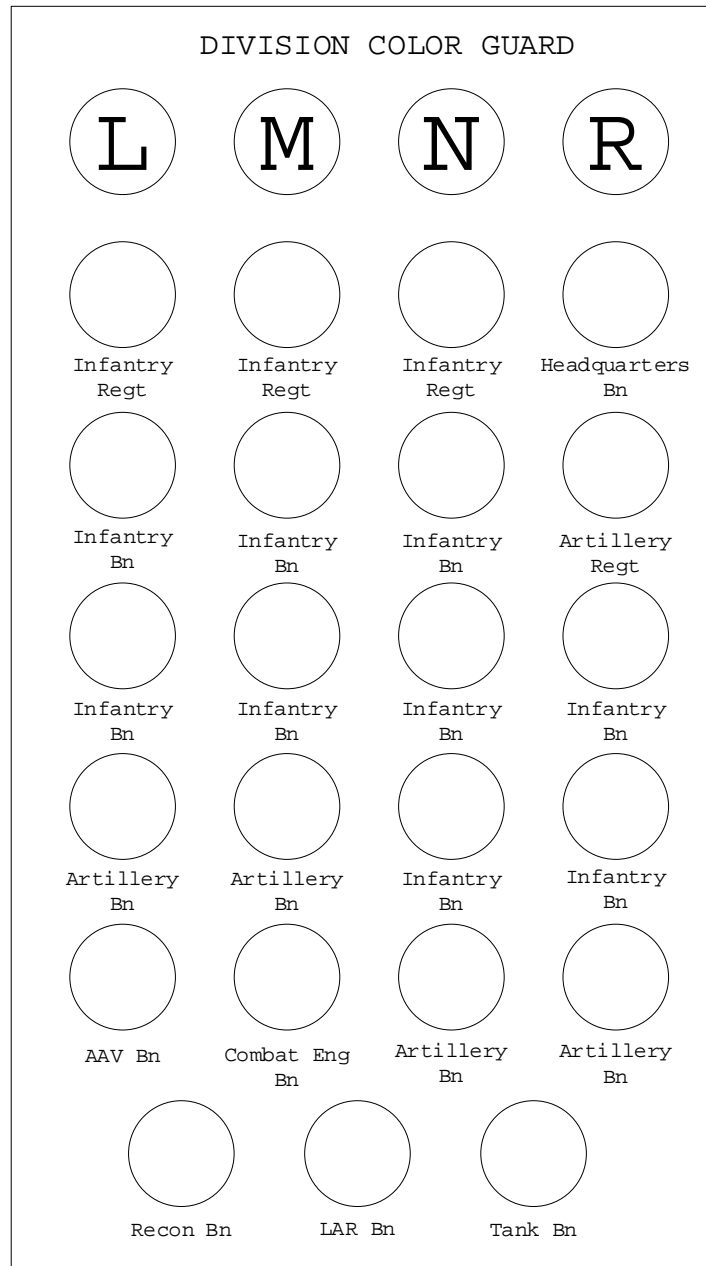 DIVISION COLOR GUARD
L M N R
Infantry Infantry Infantry Headquarters
Regt Regt Regt Bn
Infantry Infantry Infantry Artillery
Bn Bn Bn Regt
Infantry Infantry Infantry Infantry
Bn Bn Bn Bn
Artillery Artillery Infantry Infantry
Bn Bn Bn Bn
AAV Bn Combat Eng Artillery Artillery
Bn Bn Bn
Recon Bn LAR Bn Tank Bn